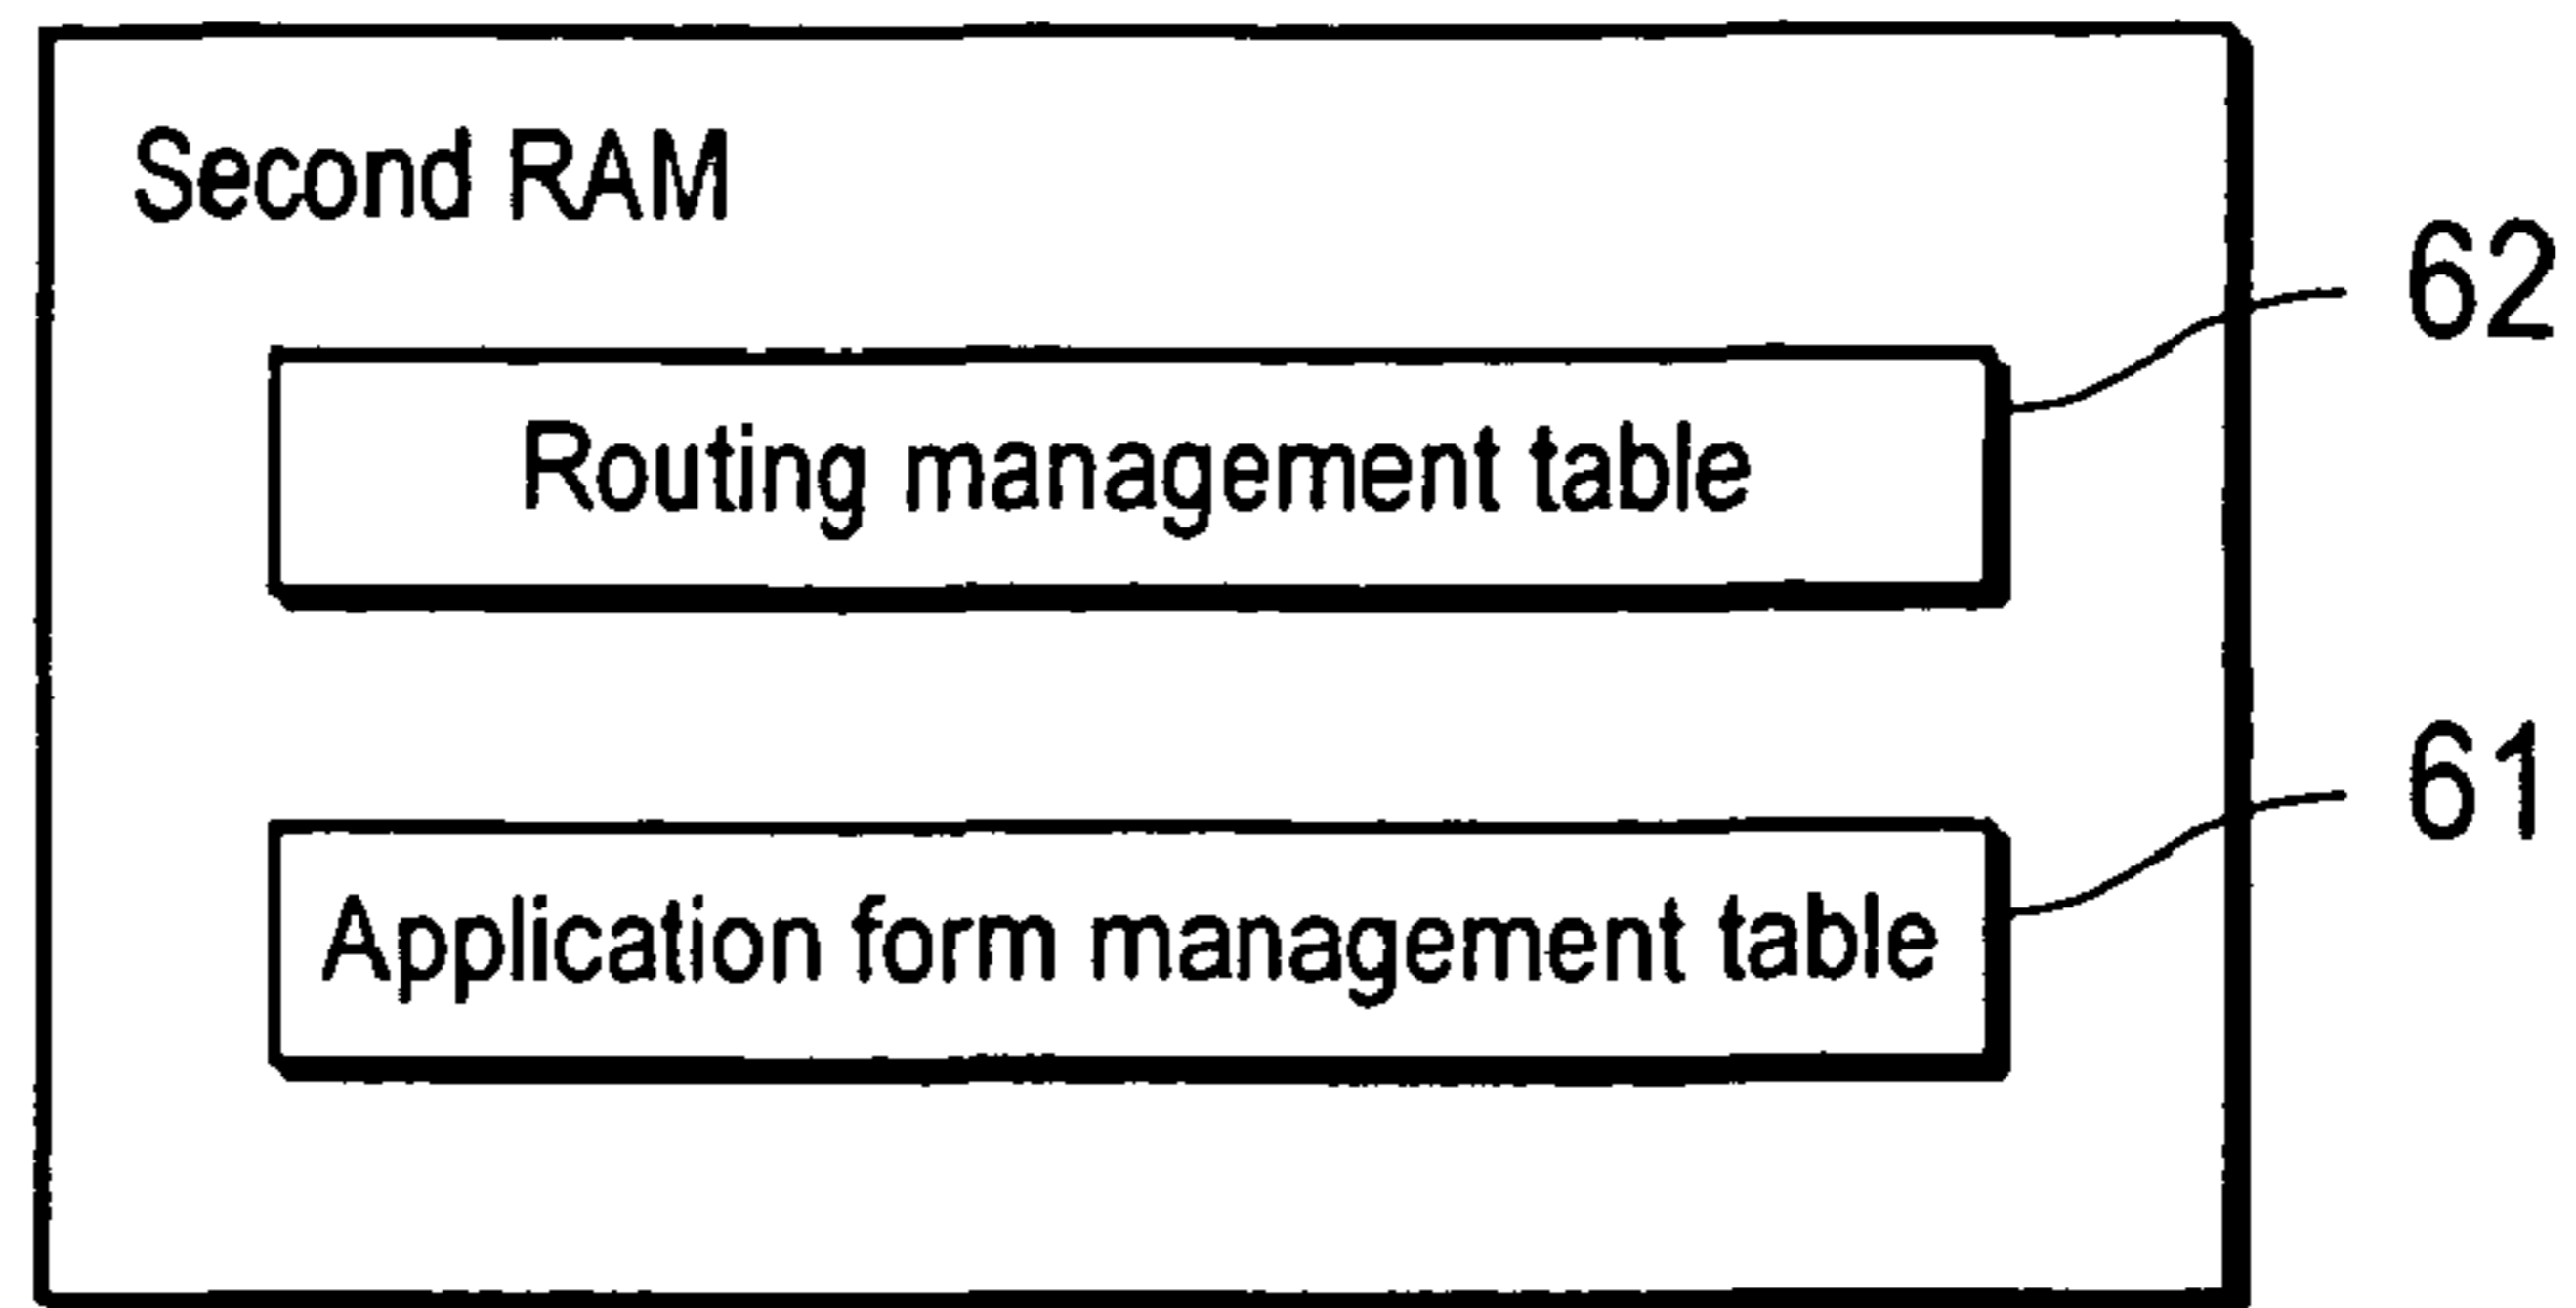 Second RAM
62
Routing management table
61
Application form management table